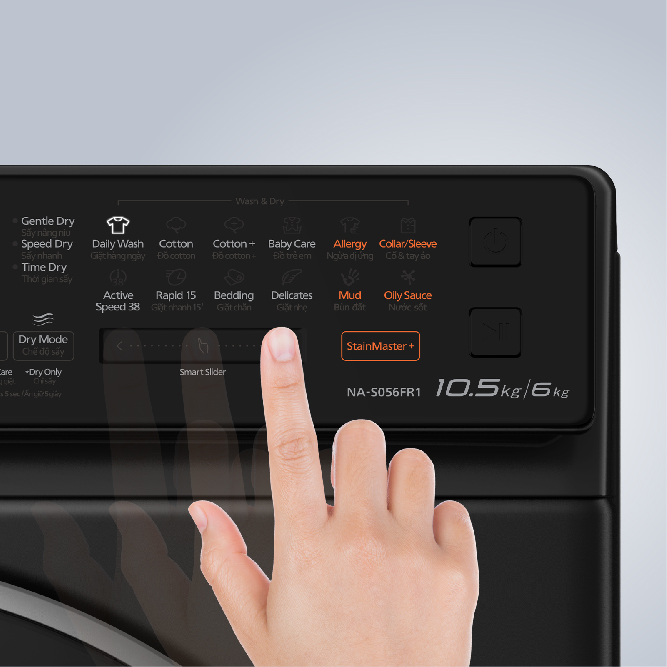 Wash & Dry
Gentle Dry
Sấy nâng niu
Speed Dry
Sấy nhanh
Time Dry
Thời gian sấy
Daily Wash
Giặt hàng ngày
Cotton
Đồ cotton
Cotton +
Đồ cotton +
Baby Care
Đồ trẻ em
Allergy
Ngừa dị ứng
Collar/Sleeve
Cổ & tay áo
Active
Speed 38
Rapid 15
Giặt nhanh 15'
Bedding
Giặt chăn
Delicates
Giặt nhẹ
Mud
Bùn đất
Oily Sauce
Nước sốt
Dry Mode
Chế độ sấy
StainMaster+
Care
•Dry Only
Chỉ sấy
Smart Slider
NA-S056FR1
10.5kg/6kg